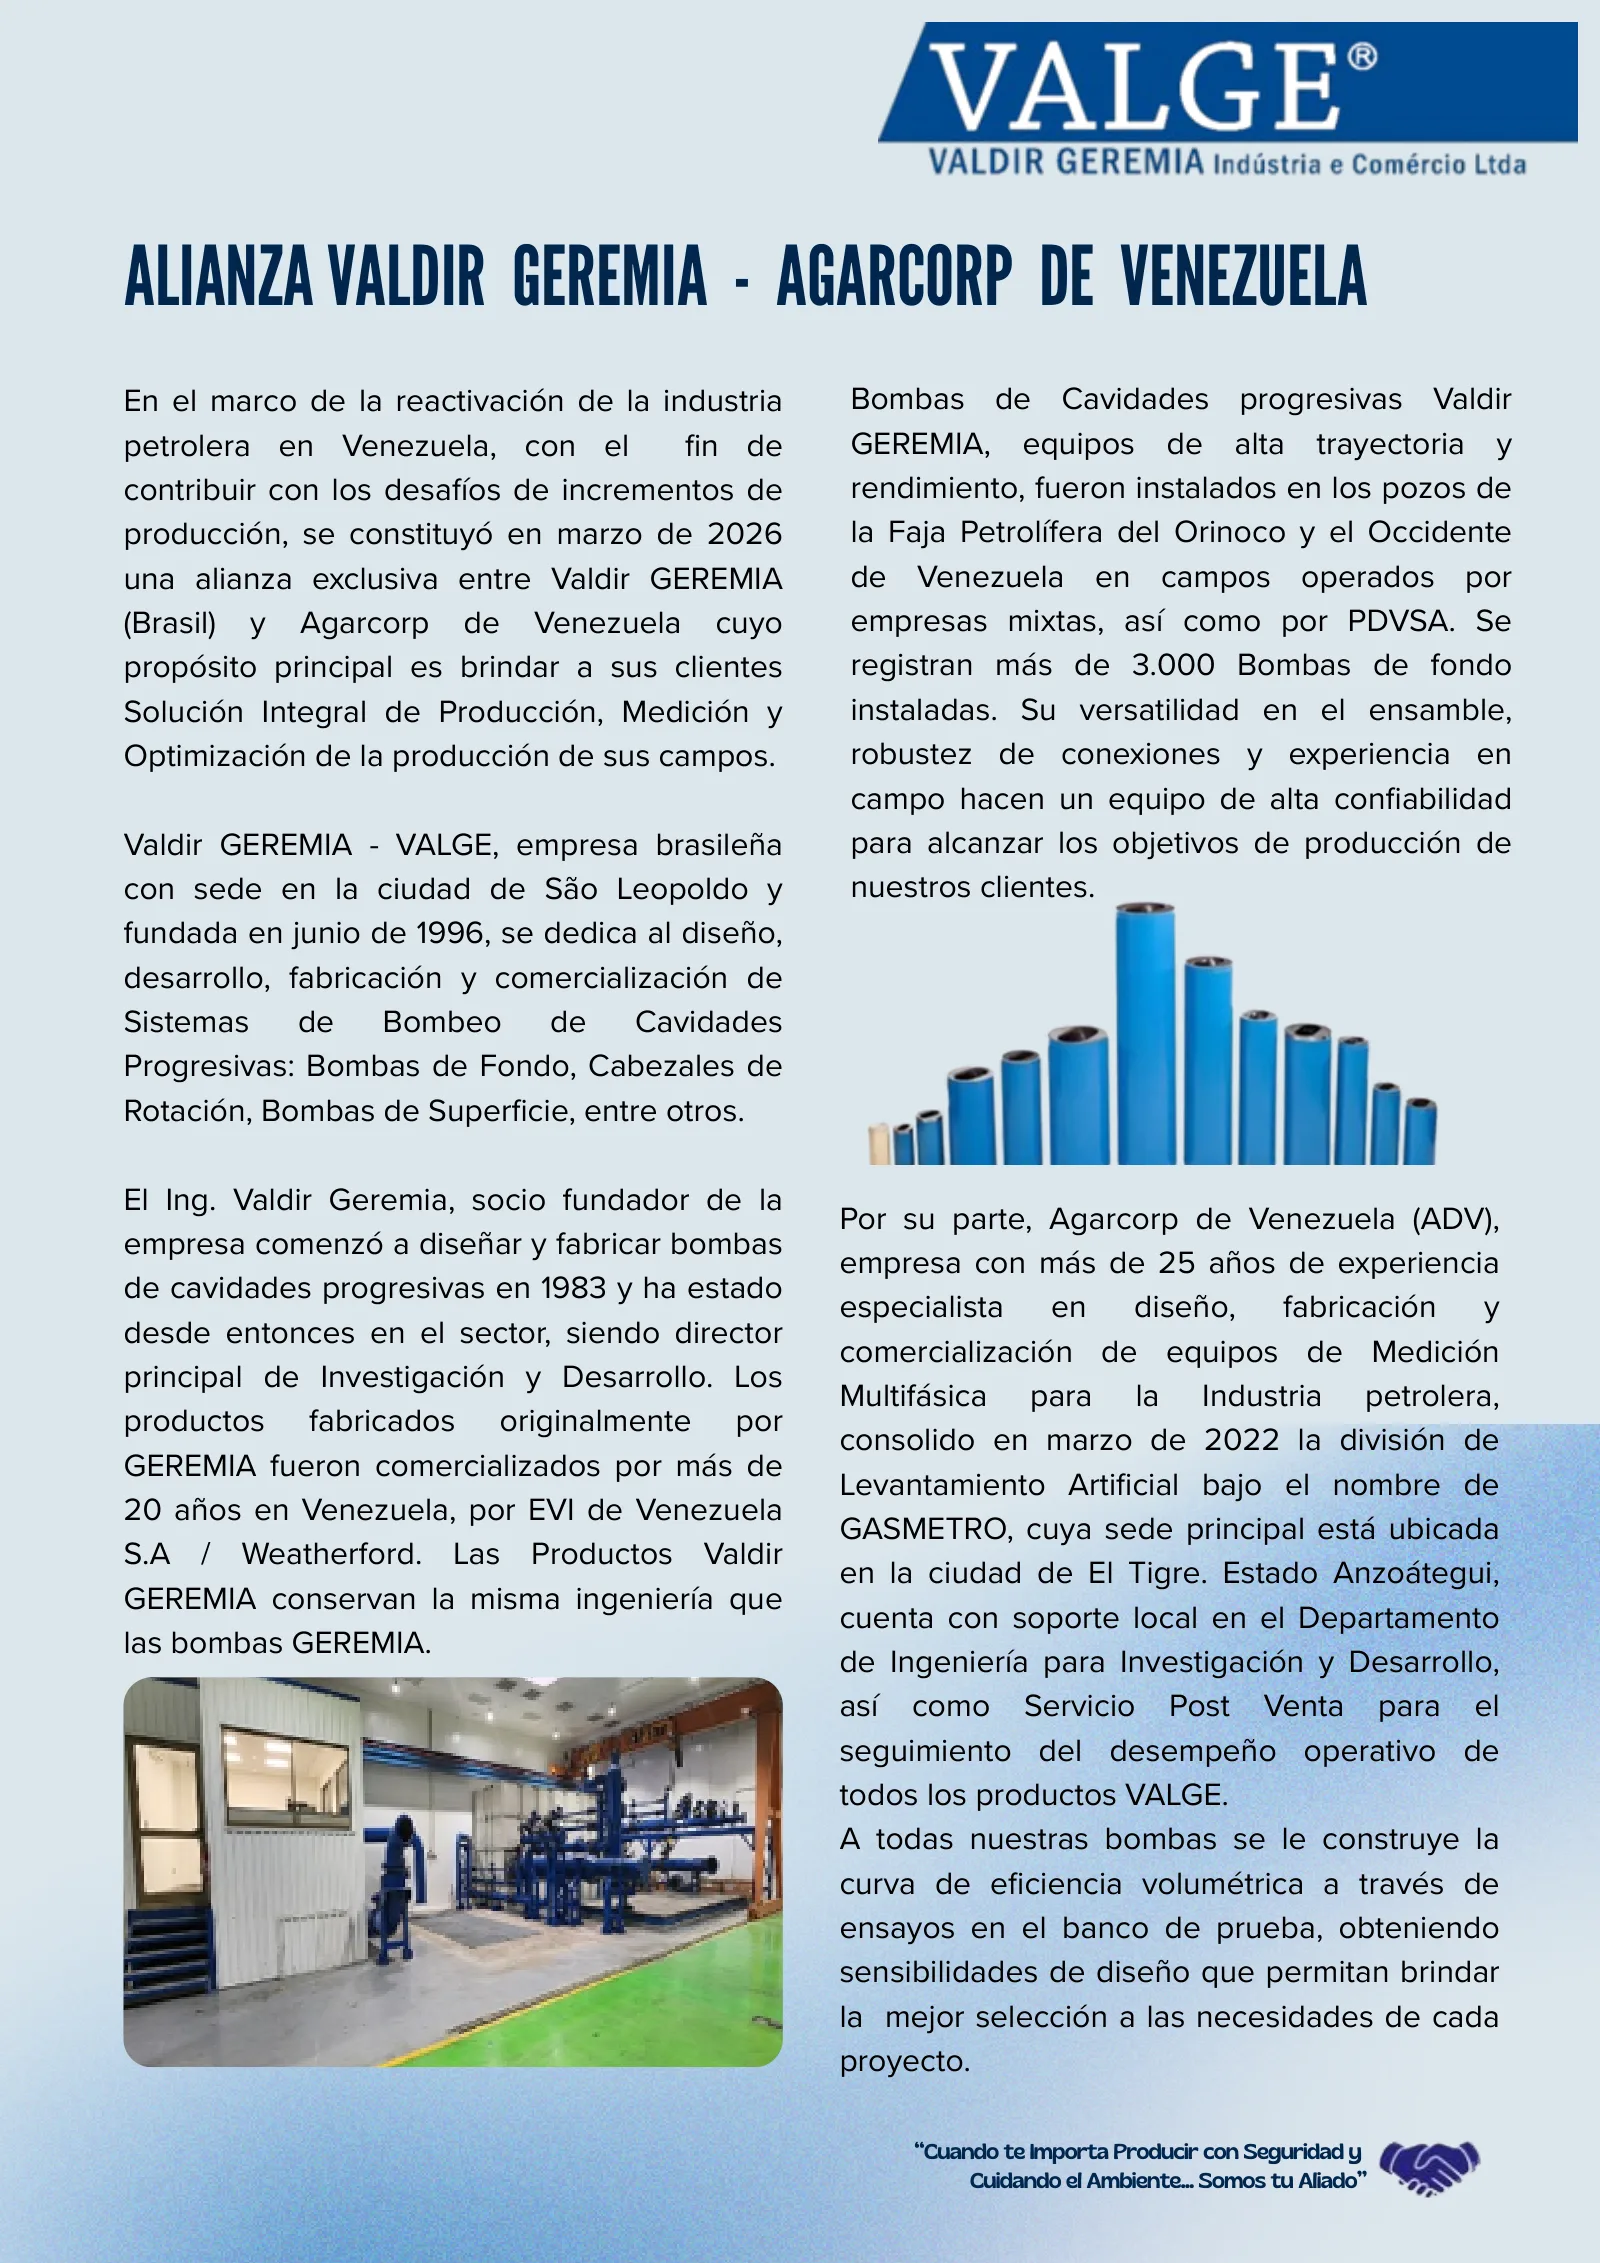 VALGE®
VALDIR GEREMIA Indústria e Comércio Ltda
ALIANZA VALDIR GEREMIA - AGARCORP DE VENEZUELA
En el marco de la reactivación de la industria
petrolera en Venezuela, con el fin de
contribuir con los desafíos de incrementos de
producción, se constituyó en marzo de 2026
una alianza exclusiva entre Valdir GEREMIA
(Brasil) y Agarcorp de Venezuela cuyo
propósito principal es brindar a sus clientes
Solución Integral de Producción, Medición y
Optimización de la producción de sus campos.
Valdir GEREMIA - VALGE, empresa brasileña
con sede en la ciudad de São Leopoldo y
fundada en junio de 1996, se dedica al diseño,
desarrollo, fabricación y comercialización de
Sistemas de Bombeo de Cavidades
Progresivas: Bombas de Fondo, Cabezales de
Rotación, Bombas de Superficie, entre otros.
El Ing. Valdir Geremia, socio fundador de la
empresa comenzó a diseñar y fabricar bombas
de cavidades progresivas en 1983 y ha estado
desde entonces en el sector, siendo director
principal de Investigación y Desarrollo. Los
productos fabricados originalmente por
GEREMIA fueron comercializados por más de
20 años en Venezuela, por EVI de Venezuela
S.A / Weatherford. Las Productos Valdir
GEREMIA conservan la misma ingeniería que
las bombas GEREMIA.
Bombas de Cavidades progresivas Valdir
GEREMIA, equipos de alta trayectoria y
rendimiento, fueron instalados en los pozos de
la Faja Petrolífera del Orinoco y el Occidente
de Venezuela en campos operados por
empresas mixtas, así como por PDVSA. Se
registran más de 3.000 Bombas de fondo
instaladas. Su versatilidad en el ensamble,
robustez de conexiones y experiencia en
campo hacen un equipo de alta confiabilidad
para alcanzar los objetivos de producción de
nuestros clientes.
Por su parte, Agarcorp de Venezuela (ADV),
empresa con más de 25 años de experiencia
especialista en diseño, fabricación y
comercialización de equipos de Medición
Multifásica para la Industria petrolera,
consolido en marzo de 2022 la división de
Levantamiento Artificial bajo el nombre de
GASMETRO, cuya sede principal está ubicada
en la ciudad de El Tigre. Estado Anzoátegui,
cuenta con soporte local en el Departamento
de Ingeniería para Investigación y Desarrollo,
así como Servicio Post Venta para el
seguimiento del desempeño operativo de
todos los productos VALGE.
A todas nuestras bombas se le construye la
curva de eficiencia volumétrica a través de
ensayos en el banco de prueba, obteniendo
sensibilidades de diseño que permitan brindar
la mejor selección a las necesidades de cada
proyecto.
“Cuando te Importa Producir con Seguridad y
Cuidando el Ambiente... Somos tu Aliado”